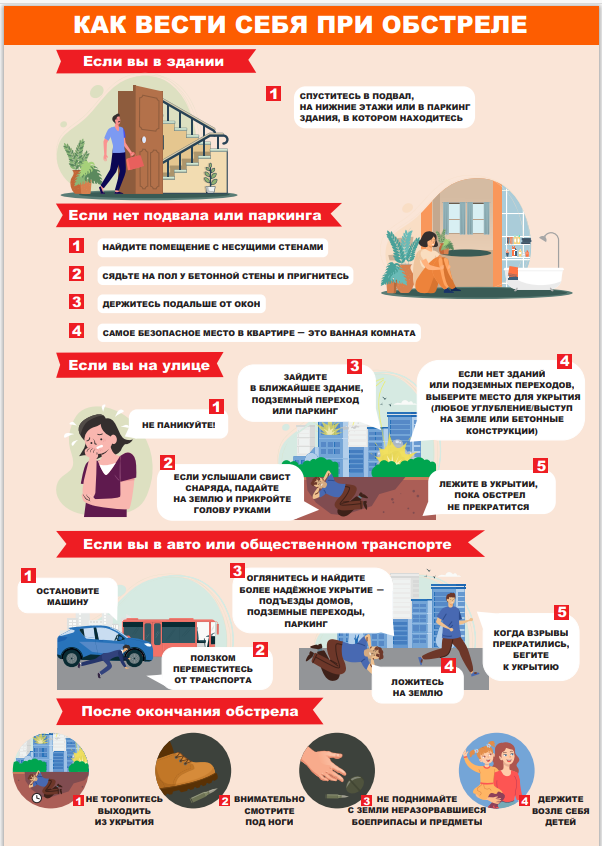 КАК ВЕСТИ СЕБЯ ПРИ ОБСТРЕЛЕ
Если вы в здании
1
СПУСТИТЕСЬ В ПОДВАЛ,
НА НИЖНИЕ ЭТАЖИ ИЛИ В ПАРКИНГ
ЗДАНИЯ, В КОТОРОМ НАХОДИТЕСЬ
Если нет подвала или паркинга
1 НАЙДИТЕ ПОМЕЩЕНИЕ С НЕСУЩИМИ СТЕНАМИ
2 СЯДЬТЕ НА ПОЛ У БЕТОННОЙ СТЕНЫ И ПРИГНИТЕСЬ
3 ДЕРЖИТЕСЬ ПОДАЛЬШЕ ОТ ОКОН
4 САМОЕ БЕЗОПАСНОЕ МЕСТО В КВАРТИРЕ — ЭТО ВАННАЯ КОМНАТА
Если вы на улице
1
НЕ ПАНИКУЙТЕ!
2
ЕСЛИ УСЛЫШАЛИ СВИСТ
СНАРЯДА, ПАДАЙТЕ
НА ЗЕМЛЮ И ПРИКРОЙТЕ
ГОЛОВУ РУКАМИ
3
ЗАЙДИТЕ
В БЛИЖАЙШЕЕ ЗДАНИЕ,
ПОДЗЕМНЫЙ ПЕРЕХОД
ИЛИ ПАРКИНГ
4
ЕСЛИ НЕТ ЗДАНИЙ
ИЛИ ПОДЗЕМНЫХ ПЕРЕХОДОВ,
ВЫБЕРИТЕ МЕСТО ДЛЯ УКРЫТИЯ
(ЛЮБОЕ УГЛУБЛЕНИЕ/ВЫСТУП
НА ЗЕМЛЕ ИЛИ БЕТОННЫЕ
КОНСТРУКЦИИ)
5
ЛЕЖИТЕ В УКРЫТИИ,
ПОКА ОБСТРЕЛ
НЕ ПРЕКРАТИТСЯ
Если вы в авто или общественном транспорте
1
ОСТАНОВИТЕ
МАШИНУ
2
ПОЛЗКОМ
ПЕРЕМЕСТИТЕСЬ
ОТ ТРАНСПОРТА
3
ОГЛЯНИТЕСЬ И НАЙДИТЕ
БОЛЕЕ НАДЁЖНОЕ УКРЫТИЕ —
ПОДЪЕЗДЫ ДОМОВ,
ПОДЗЕМНЫЕ ПЕРЕХОДЫ,
ПАРКИНГ
4
ЛОЖИТЕСЬ
НА ЗЕМЛЮ
5
КОГДА ВЗРЫВЫ
ПРЕКРАТИЛИСЬ,
БЕГИТЕ
К УКРЫТИЮ
После окончания обстрела
1 НЕ ТОРОПИТЕСЬ
ВЫХОДИТЬ
ИЗ УКРЫТИЯ
2 ВНИМАТЕЛЬНО
СМОТРИТЕ
ПОД НОГИ
3 НЕ ПОДНИМАЙТЕ
С ЗЕМЛИ НЕРАЗОРВАВШИЕСЯ
БОЕПРИПАСЫ И ПРЕДМЕТЫ
4 ДЕРЖИТЕ
ВОЗЛЕ СЕБЯ
ДЕТЕЙ